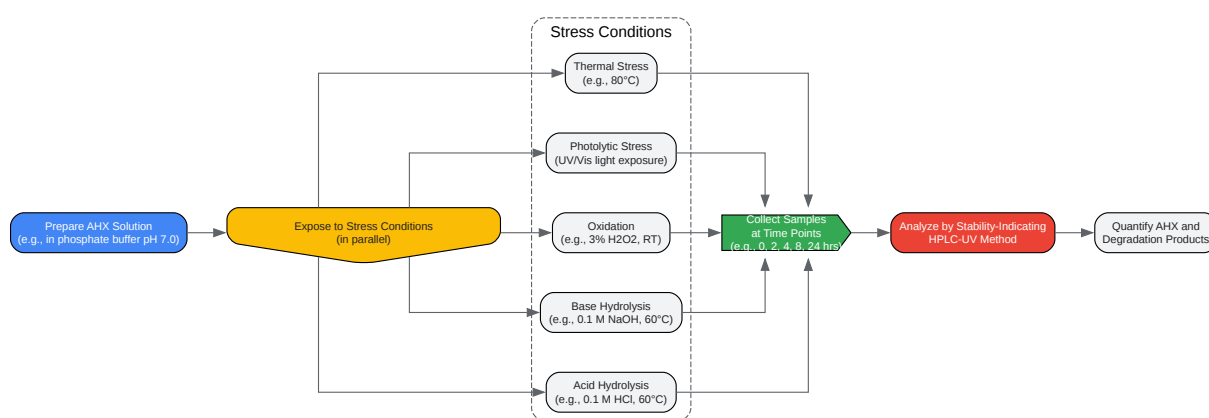 Stress Conditions
Thermal Stress
(e.g., 80°C)
Photolytic Stress
(UV/Vis light exposure)
Prepare AHX Solution
(e.g., in phosphate buffer pH 7.0)
Expose to Stress Conditions
(in parallel)
Oxidation
(e.g., 3% H2O2, RT)
Collect Samples
at Time Points
(e.g., 0, 2, 4, 8, 24 hrs)
Analyze by Stability-Indicating
HPLC-UV Method
Quantify AHX and
Degradation Products
Base Hydrolysis
(e.g., 0.1 M NaOH, 60°C)
Acid Hydrolysis
(e.g., 0.1 M HCl, 60°C)